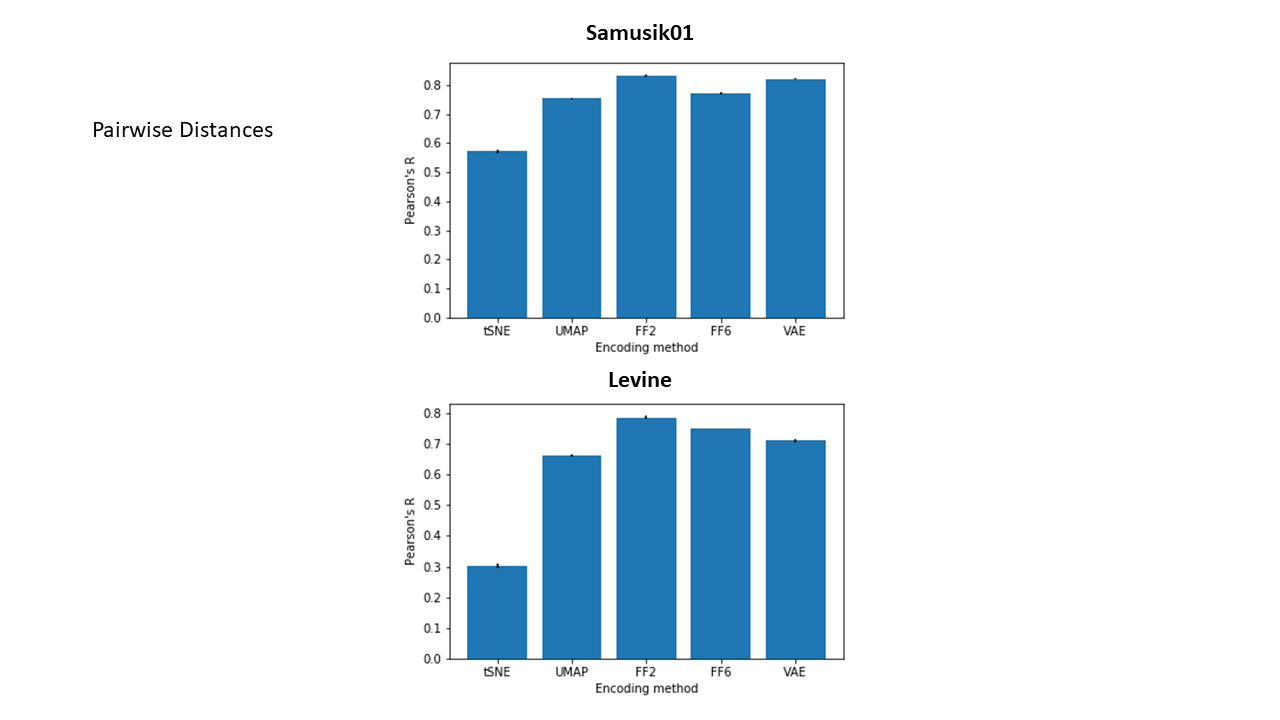 Samusik01
Pairwise Distances
0.8
0.7
0.6
0.5
0.4
0.3
0.2
0.1
0.0
Pearson's R
tSNE UMAP FF2 FF6 VAE
Encoding method
Levine
0.8
0.7
0.6
0.5
0.4
0.3
0.2
0.1
0.0
Pearson's R
tSNE UMAP FF2 FF6 VAE
Encoding method